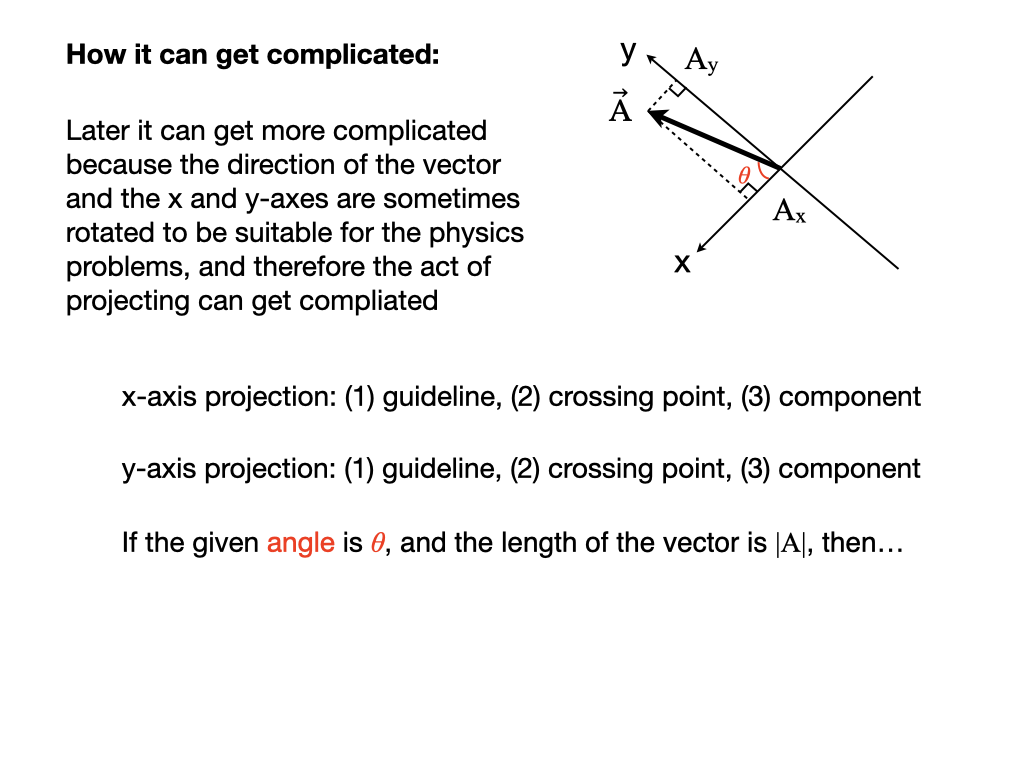 How it can get complicated:
Later it can get more complicated
because the direction of the vector
and the x and y-axes are sometimes
rotated to be suitable for the physics
problems, and therefore the act of
projecting can get compliated
y
A_y
\vec{A}
θ
A_x
x
x-axis projection: (1) guideline, (2) crossing point, (3) component
y-axis projection: (1) guideline, (2) crossing point, (3) component
If the given angle is θ, and the length of the vector is |A|, then…